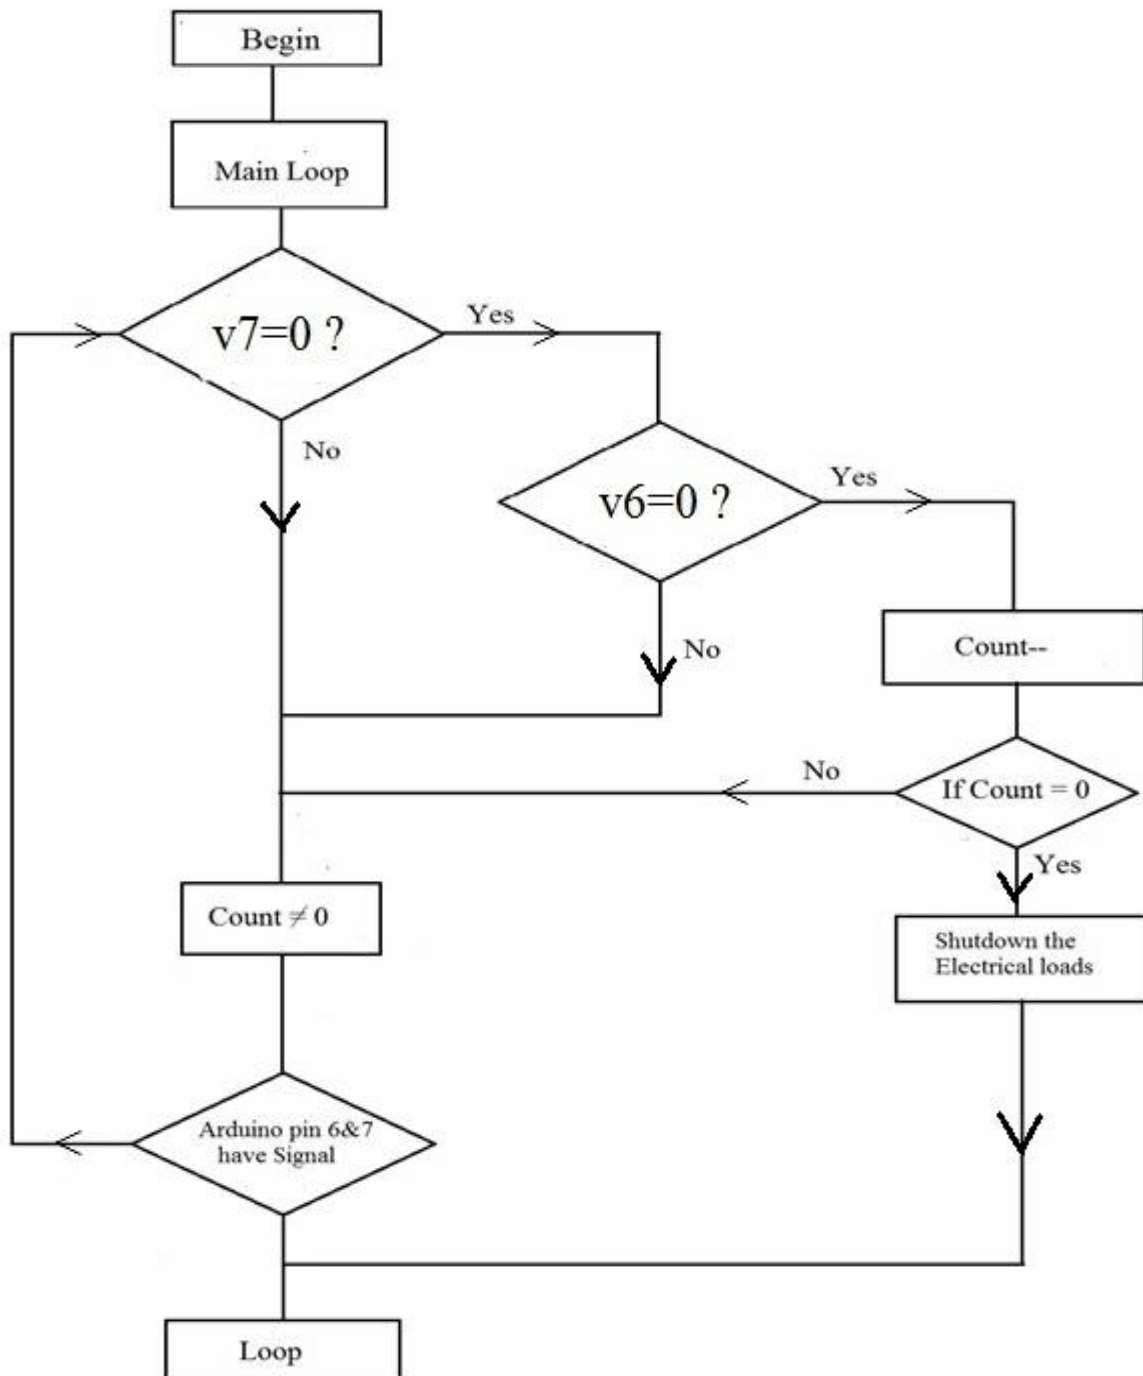 Begin
Main Loop
v7=0 ?
Yes
No
v6=0 ?
Yes
No
Count--
If Count = 0
No
Yes
Count ≠ 0
Shutdown the
Electrical loads
Arduino pin 6&7
have Signal
Loop